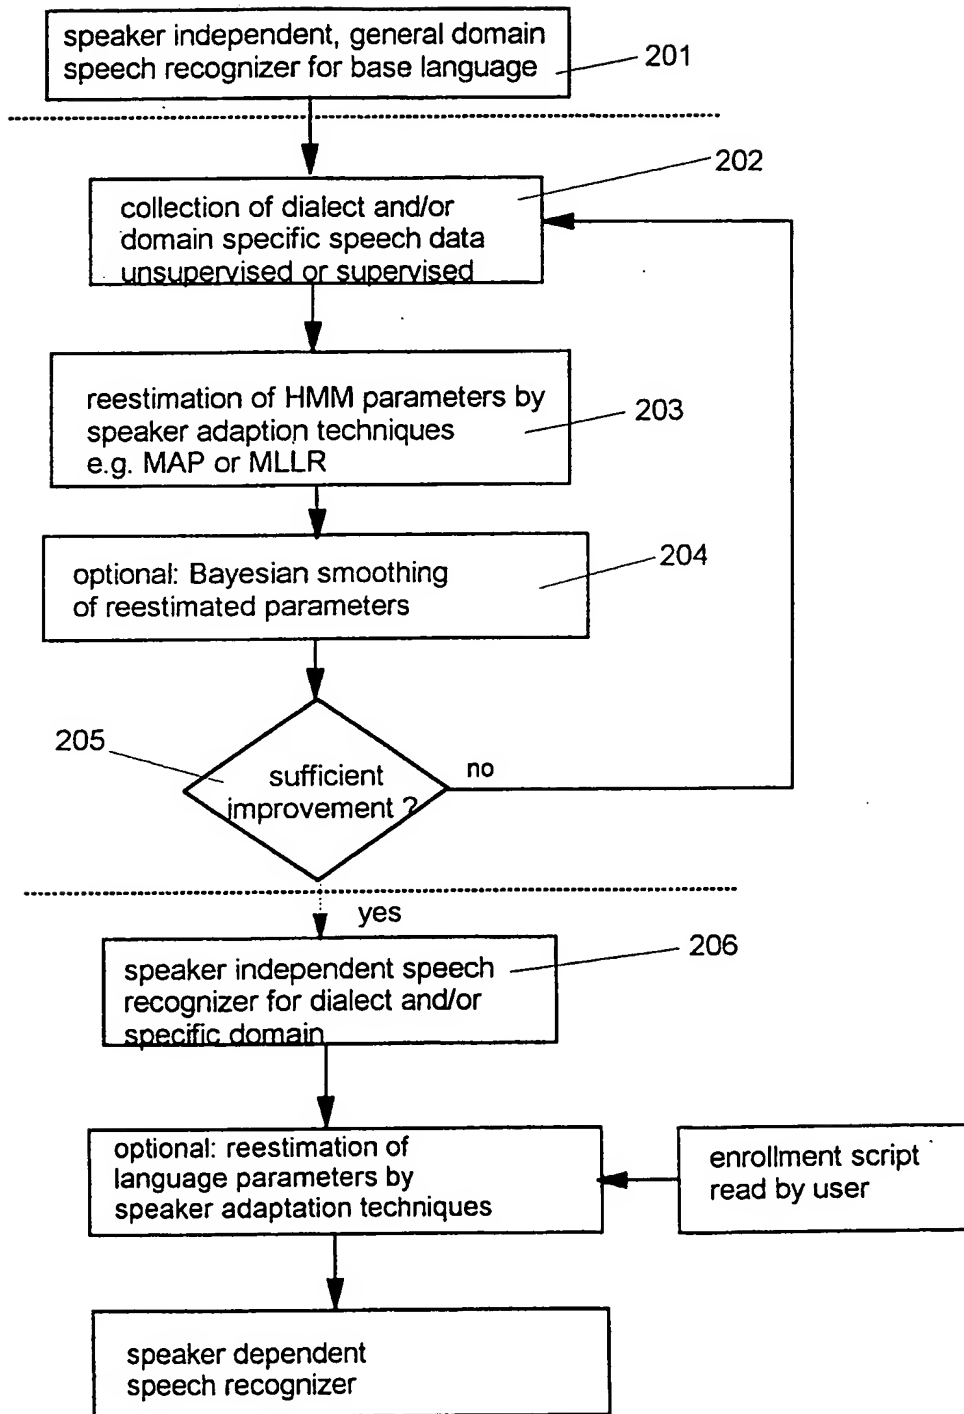 speaker independent, general domain
speech recognizer for base language
201
202
collection of dialect and/or
domain specific speech data
unsupervised or supervised
reestimation of HMM parameters by
speaker adaption techniques
e.g. MAP or MLLR
203
optional: Bayesian smoothing
of reestimated parameters
204
205
sufficient
improvement ?
no
yes
speaker independent speech
recognizer for dialect and/or
specific domain
206
optional: reestimation of
language parameters by
speaker adaptation techniques
enrollment script
read by user
speaker dependent
speech recognizer